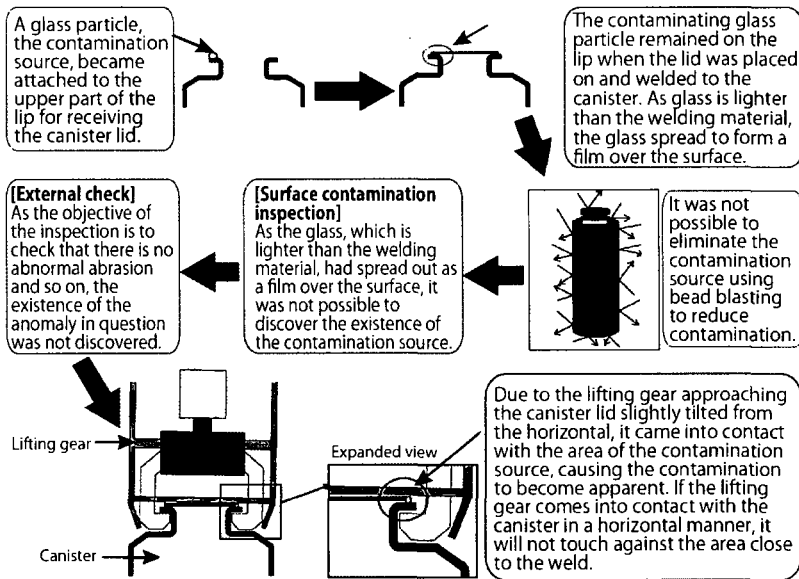 A glass particle,
the contamination
source, became
attached to the
upper part of the
lip for receiving
the canister lid.
The contaminating glass
particle remained on the
lip when the lid was placed
on and welded to the
canister. As glass is lighter
than the welding material,
the glass spread to form a
film over the surface.
It was not
possible to
eliminate the
contamination
source using
bead blasting
to reduce
contamination.
[Surface contamination
inspection]
As the glass, which is
lighter than the welding
material, had spread out as
a film over the surface, it
was not possible to
discover the existence of
the contamination source.
[External check]
As the objective of
the inspection is to
check that there is no
abnormal abrasion
and so on, the
existence of the
anomaly in question
was not discovered.
Lifting gear
Canister
Expanded view
Due to the lifting gear approaching
the canister lid slightly tilted from
the horizontal, it came into contact
with the area of the contamination
source, causing the contamination
to become apparent. If the lifting
gear comes into contact with the
canister in a horizontal manner, it
will not touch against the area close
to the weld.